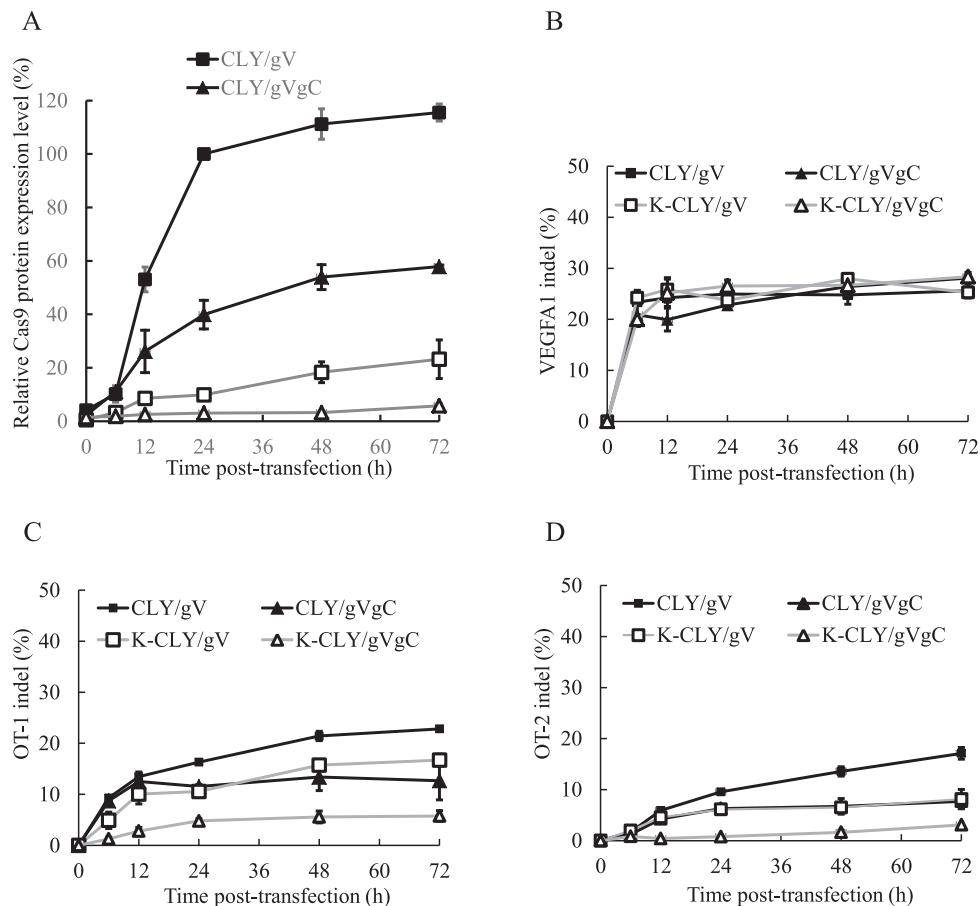 A
CLY/gV
CLY/gVgC
Relative Cas9 protein expression level (%)
120
100
80
60
40
20
0
0 12 24 36 48 60 72
Time post-transfection (h)
B
CLY/gV CLY/gVgC
K-CLY/gV K-CLY/gVgC
VEGFA1 indel (%)
50
40
30
20
10
0
0 12 24 36 48 60 72
Time post-transfection (h)
C
CLY/gV CLY/gVgC
K-CLY/gV K-CLY/gVgC
OT-1 indel (%)
50
40
30
20
10
0
0 12 24 36 48 60 72
Time post-transfection (h)
D
CLY/gV CLY/gVgC
K-CLY/gV K-CLY/gVgC
OT-2 indel (%)
50
40
30
20
10
0
0 12 24 36 48 60 72
Time post-transfection (h)